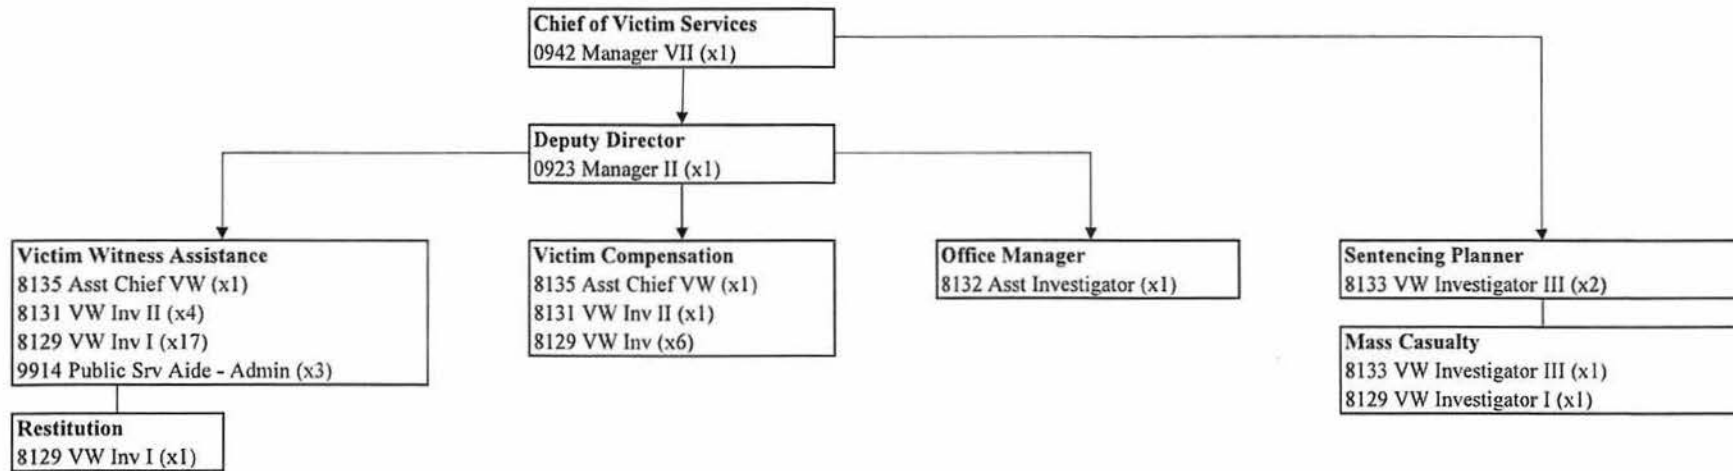 Chief of Victim Services
0942 Manager VII (x1)
Deputy Director
0923 Manager II (x1)
Victim Witness Assistance
8135 Asst Chief VW (x1)
8131 VW Inv II (x4)
8129 VW Inv I (x17)
9914 Public Srv Aide - Admin (x3)
Restitution
8129 VW Inv I (x1)
Victim Compensation
8135 Asst Chief VW (x1)
8131 VW Inv II (x1)
8129 VW Inv (x6)
Office Manager
8132 Asst Investigator (x1)
Sentencing Planner
8133 VW Investigator III (x2)
Mass Casualty
8133 VW Investigator III (x1)
8129 VW Investigator I (x1)